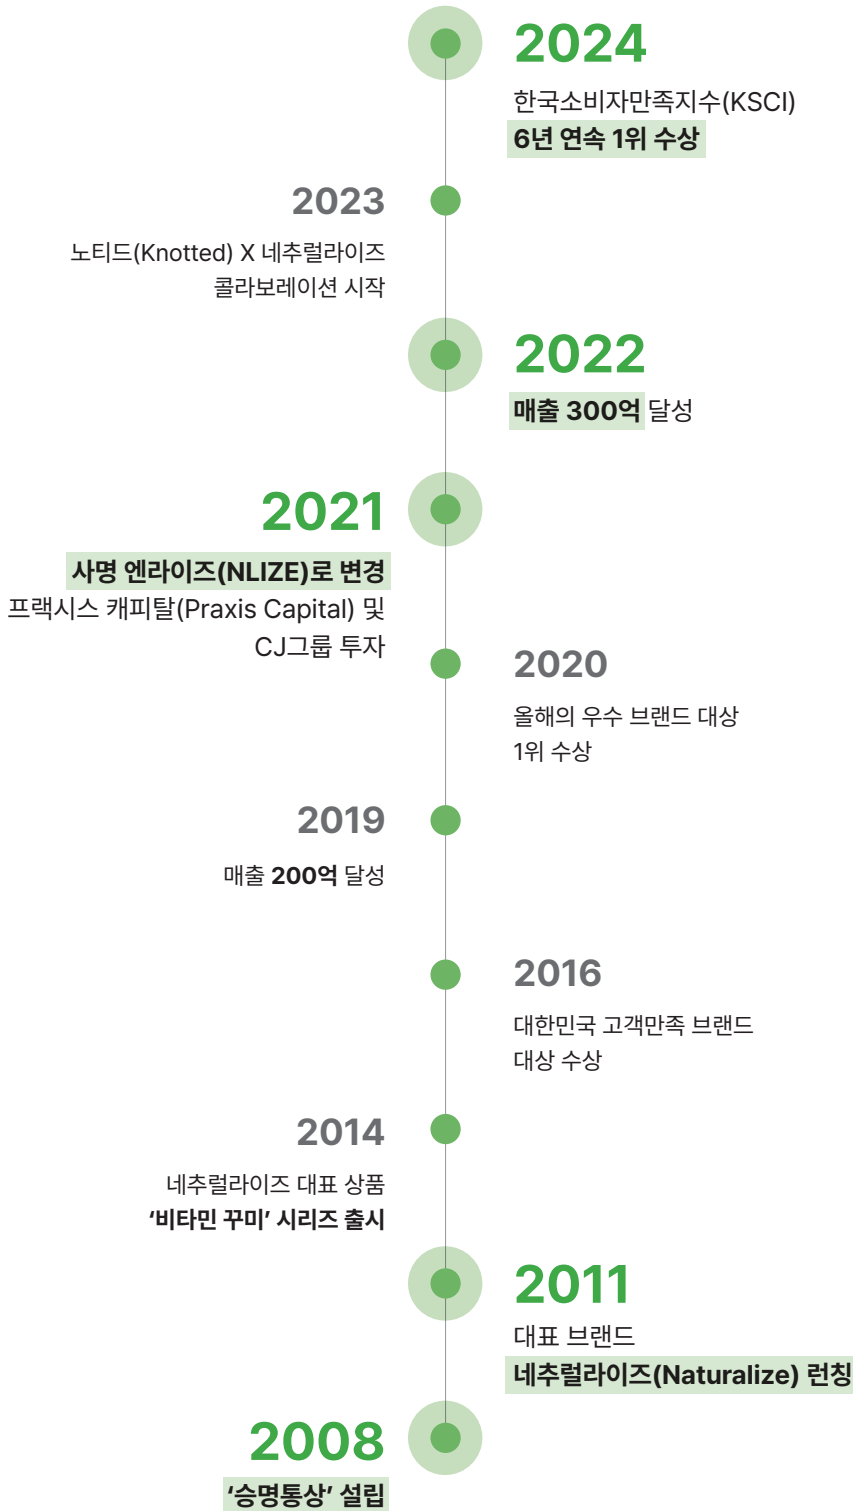 2024
한국소비자만족지수(KSCI)
6년 연속 1위 수상
2023
노티드(Knotted) X 네추럴라이즈
콜라보레이션 시작
2022
매출 300억 달성
2021
사명 엔라이즈(NLIZE)로 변경
프랙시스 캐피탈(Praxis Capital) 및
CJ그룹 투자
2020
올해의 우수 브랜드 대상
1위 수상
2019
매출 200억 달성
2016
대한민국 고객만족 브랜드
대상 수상
2014
네추럴라이즈 대표 상품
‘비타민 꾸미’ 시리즈 출시
2011
대표 브랜드
네추럴라이즈(Naturalize) 런칭
2008
‘승명통상’ 설립